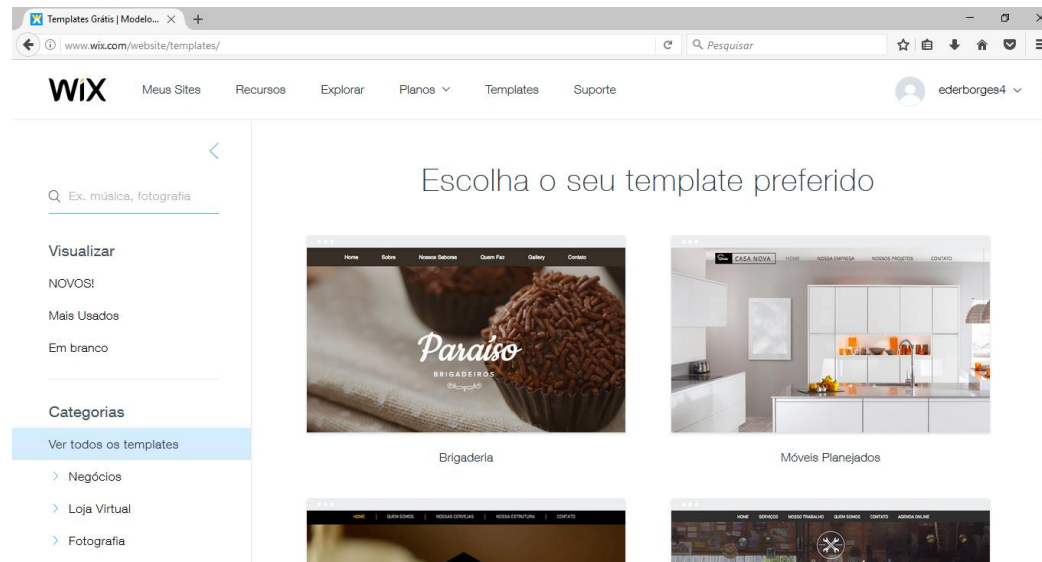 Templates Grátis | Modelo...
www.wix.com/website/templates/
Pesquisar
WiX
Meus Sites
Recursos
Explorar
Planos
Templates
Suporte
ederborges4
Ex. música, fotografia
Visualizar
NOVOS!
Mais Usados
Em branco
Categorias
Ver todos os templates
Negócios
Loja Virtual
Fotografia
Escolha o seu template preferido
Home Sobre Nossos Sabores Quem Faz Gallery Contato
Paraíso
BRIGADEIROS
Brigaderia
CASA NOVA HOME NOSSA EMPRESA NOSSOS PROJETOS CONTATO
Móveis Planejados
HOME | QUEM SOMOS | NOSSAS CERVEJAS | NOSSA ESTRUTURA | CONTATO
HOME SERVIÇOS NOSSO TRABALHO QUEM SOMOS CONTATO AGENDA ONLINE